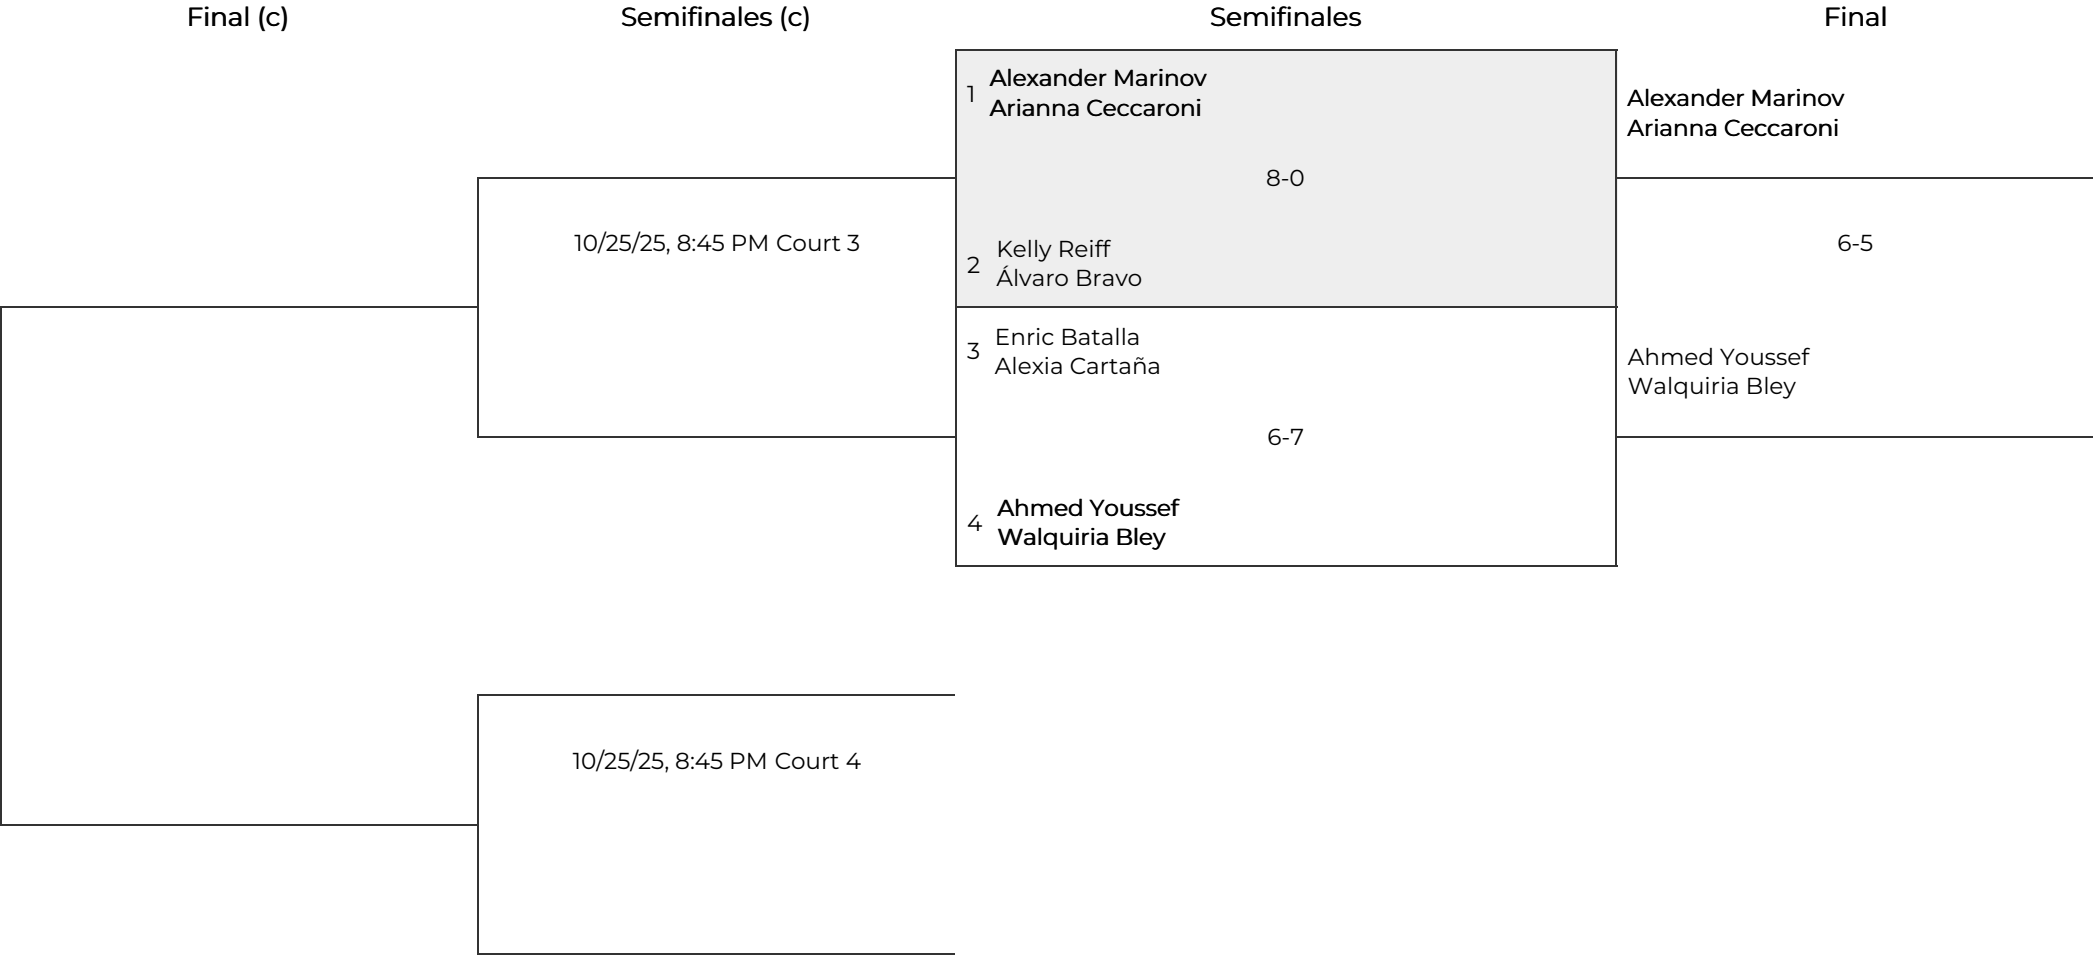 Final (c)
Semifinales (c)
Semifinales
Final
1
Alexander Marinov
Arianna Ceccaroni
8-0
2
Kelly Reiff
Álvaro Bravo
3
Enric Batalla
Alexia Cartaña
6-7
4
Ahmed Youssef
Walquiria Bley
Alexander Marinov
Arianna Ceccaroni
6-5
Ahmed Youssef
Walquiria Bley
10/25/25, 8:45 PM Court 3
10/25/25, 8:45 PM Court 4